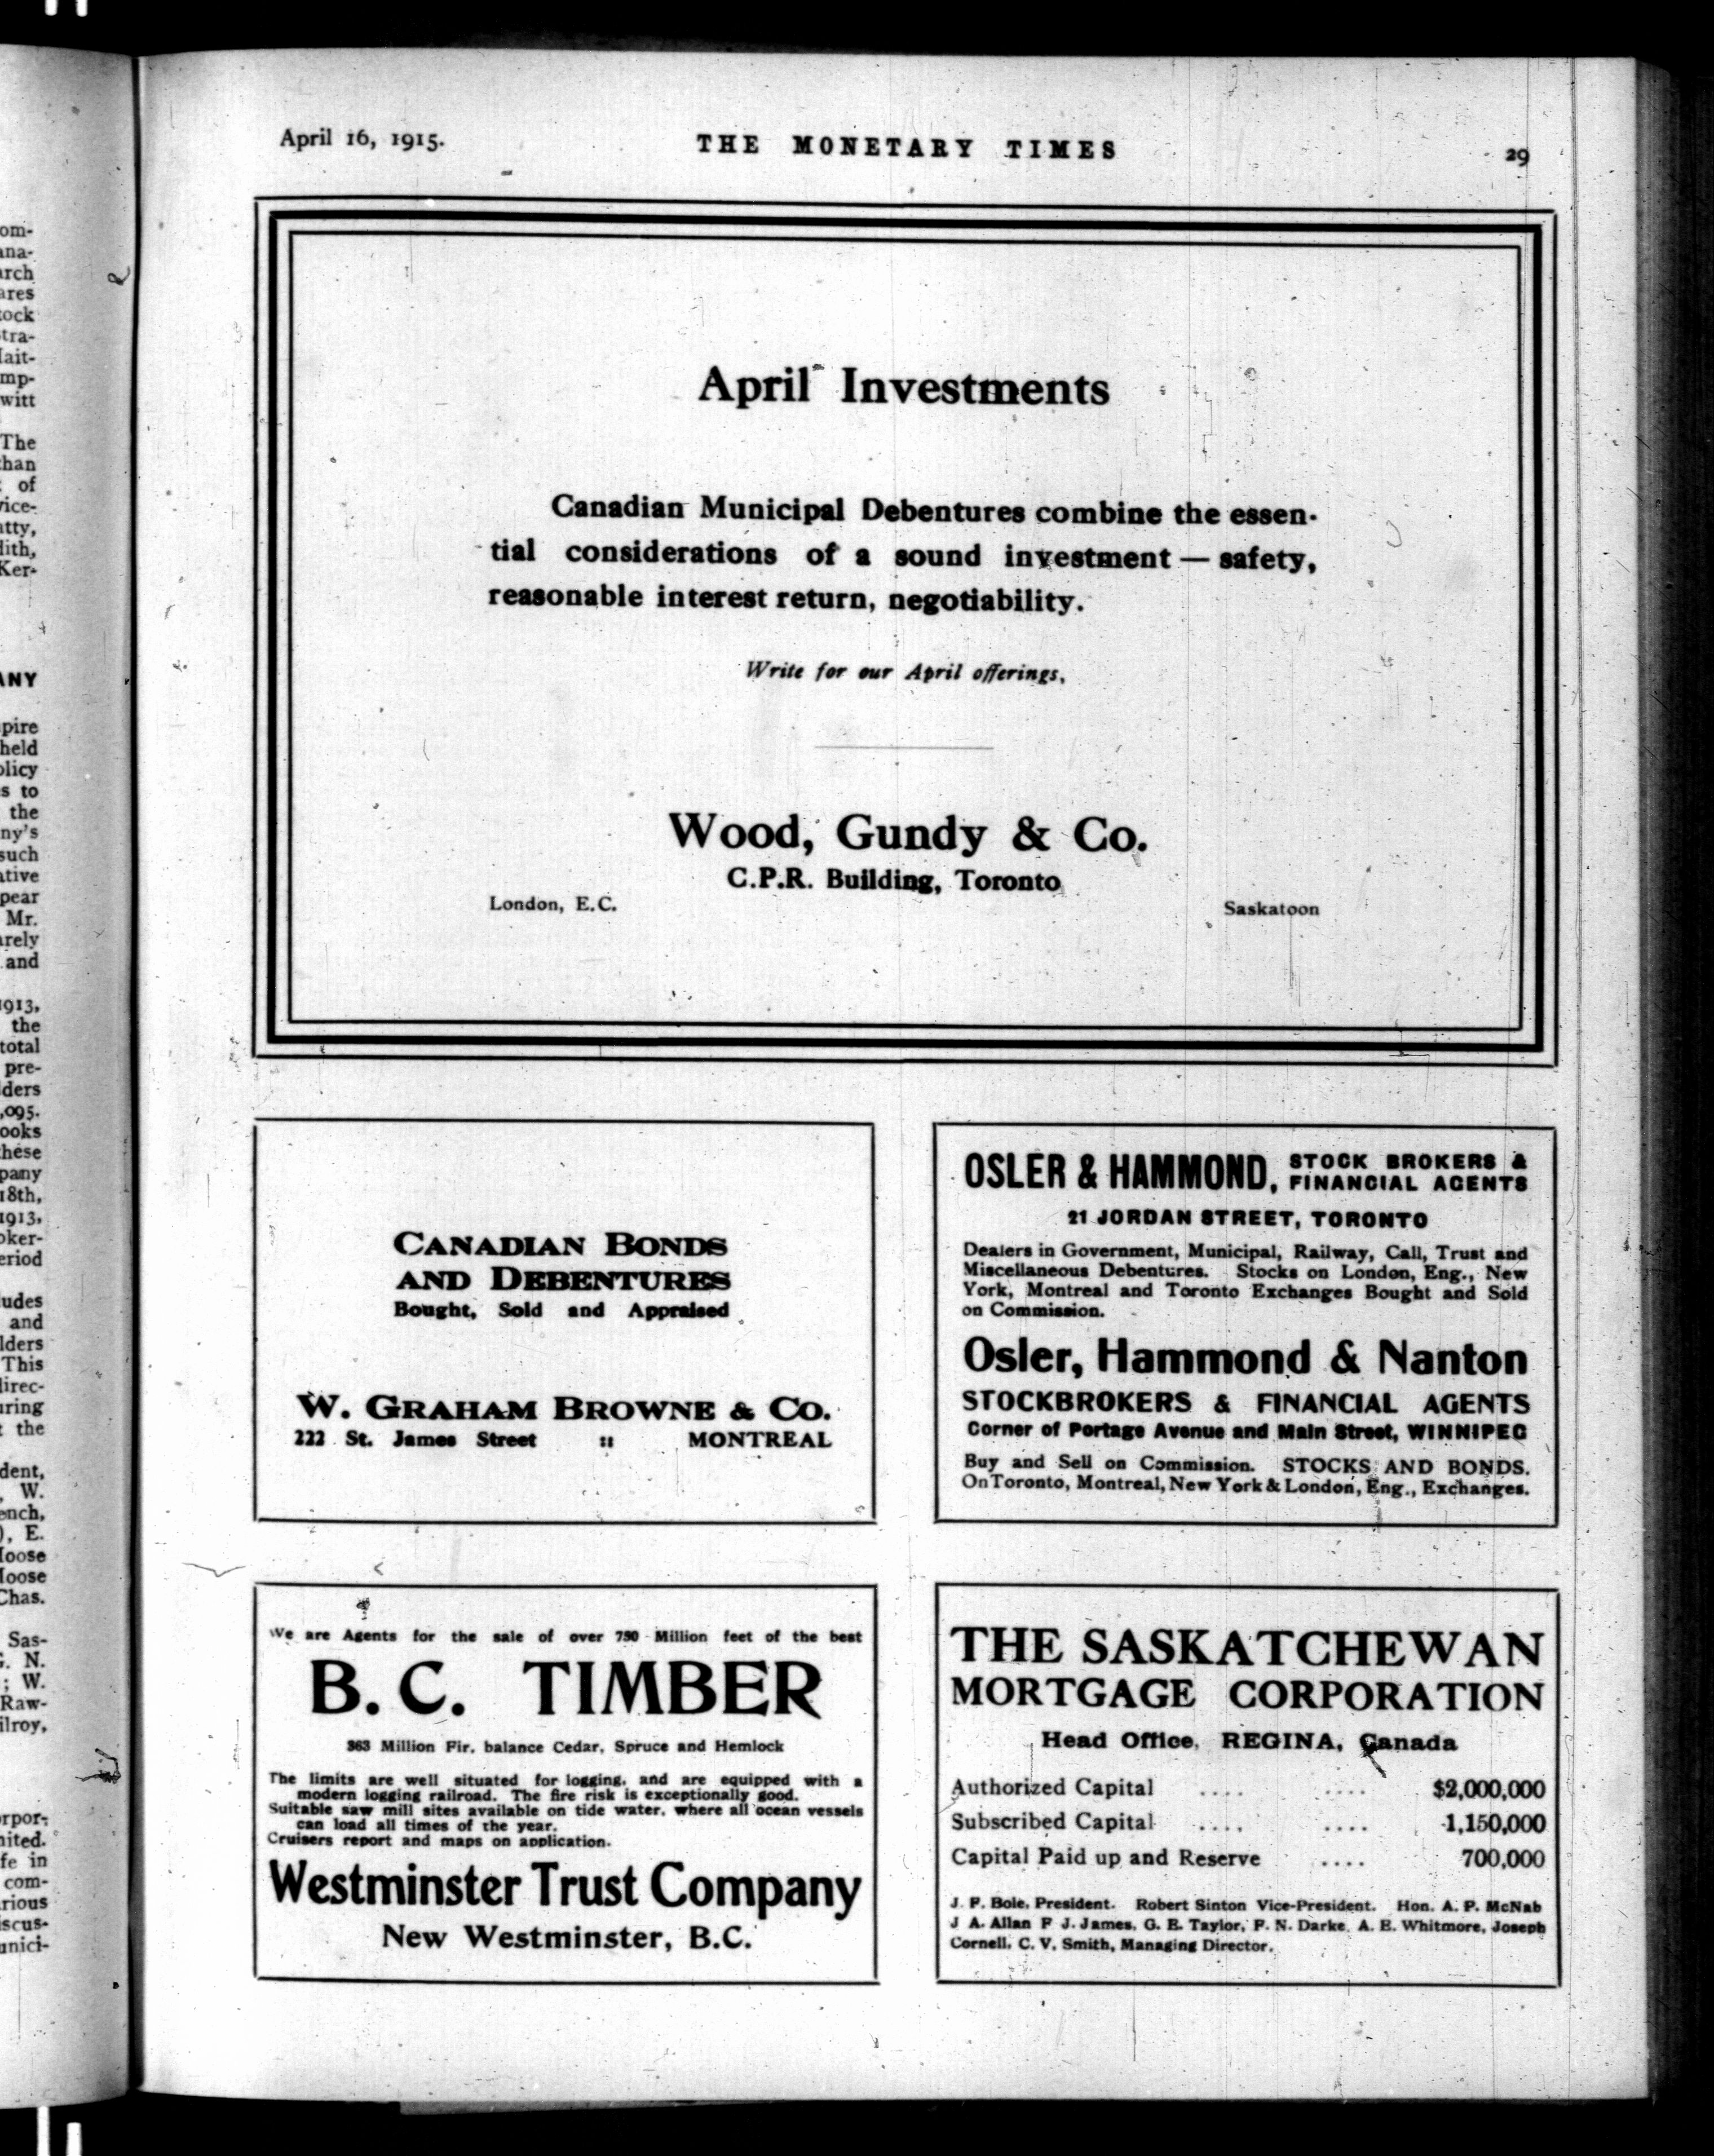 April 16, 1915.
THE MONETARY TIMES
29
April Investments
Canadian Municipal Debentures combine the essen-
tial considerations of a sound investment — safety,
reasonable interest return, negotiability.
Write for our April offerings.
Wood, Gundy & Co.
C.P.R. Building, Toronto
London, E.C.
Saskatoon
CANADIAN BONDS
AND DEBENTURES
Bought, Sold and Appraised
W. GRAHAM BROWNE & CO.
222 St. James Street :: MONTREAL
OSLER & HAMMOND, STOCK BROKERS &
FINANCIAL AGENTS
21 JORDAN STREET, TORONTO
Dealers in Government, Municipal, Railway, Call, Trust and
Miscellaneous Debentures. Stocks on London, Eng., New
York, Montreal and Toronto Exchanges Bought and Sold
on Commission.
Osler, Hammond & Nanton
STOCKBROKERS & FINANCIAL AGENTS
Corner of Portage Avenue and Main Street, WINNIPEG
Buy and Sell on Commission. STOCKS AND BONDS.
On Toronto, Montreal, New York & London, Eng., Exchanges.
We are Agents for the sale of over 750 Million feet of the best
B. C. TIMBER
363 Million Fir, balance Cedar, Spruce and Hemlock
The limits are well situated for logging, and are equipped with a
modern logging railroad. The fire risk is exceptionally good.
Suitable saw mill sites available on tide water, where all ocean vessels
can load all times of the year.
Cruisers report and maps on application.
Westminster Trust Company
New Westminster, B.C.
THE SASKATCHEWAN
MORTGAGE CORPORATION
Head Office, REGINA, Canada
Authorized Capital .... .... $2,000,000
Subscribed Capital .... .... 1,150,000
Capital Paid up and Reserve .... 700,000
J. F. Bole, President. Robert Sinton Vice-President. Hon. A. P. McNab
J A. Allan F J. James, G. E. Taylor, F. N. Darke, A. E. Whitmore, Joseph
Cornell, C. V. Smith, Managing Director.